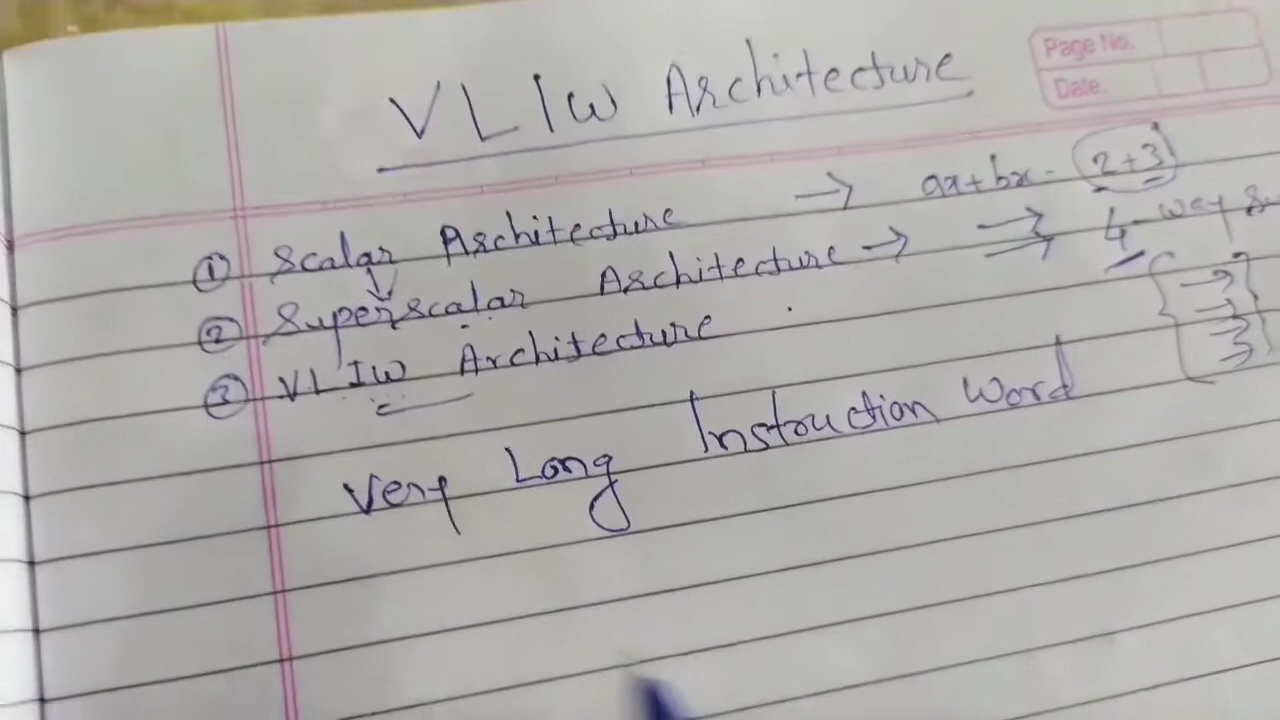 Page No.
Date.
VLIW Architecture
① Scalar Architecture → ax+bx - 2+3
② Superscalar Architecture → 4-way
③ VLIW Architecture
Very Long Instruction Word